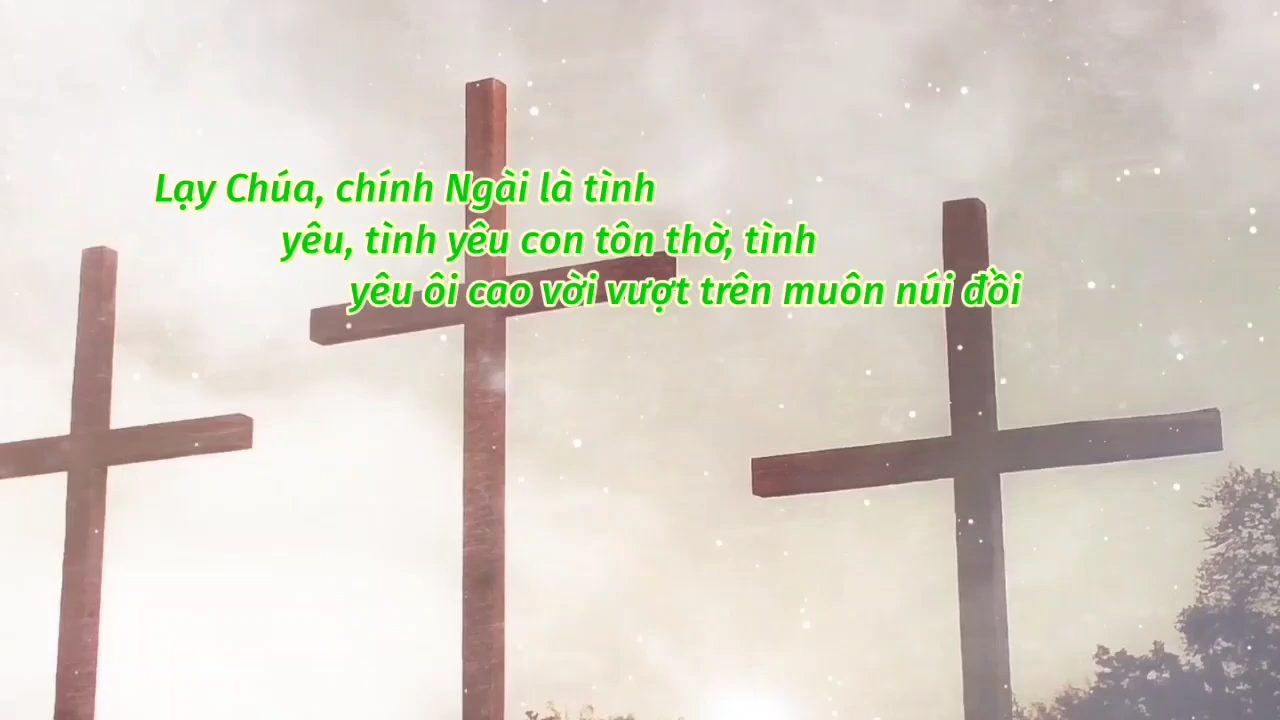 Lạy Chúa, chính Ngài là tình
yêu, tình yêu con tôn thờ, tình
yêu ôi cao vời vượt trên muôn núi đồi